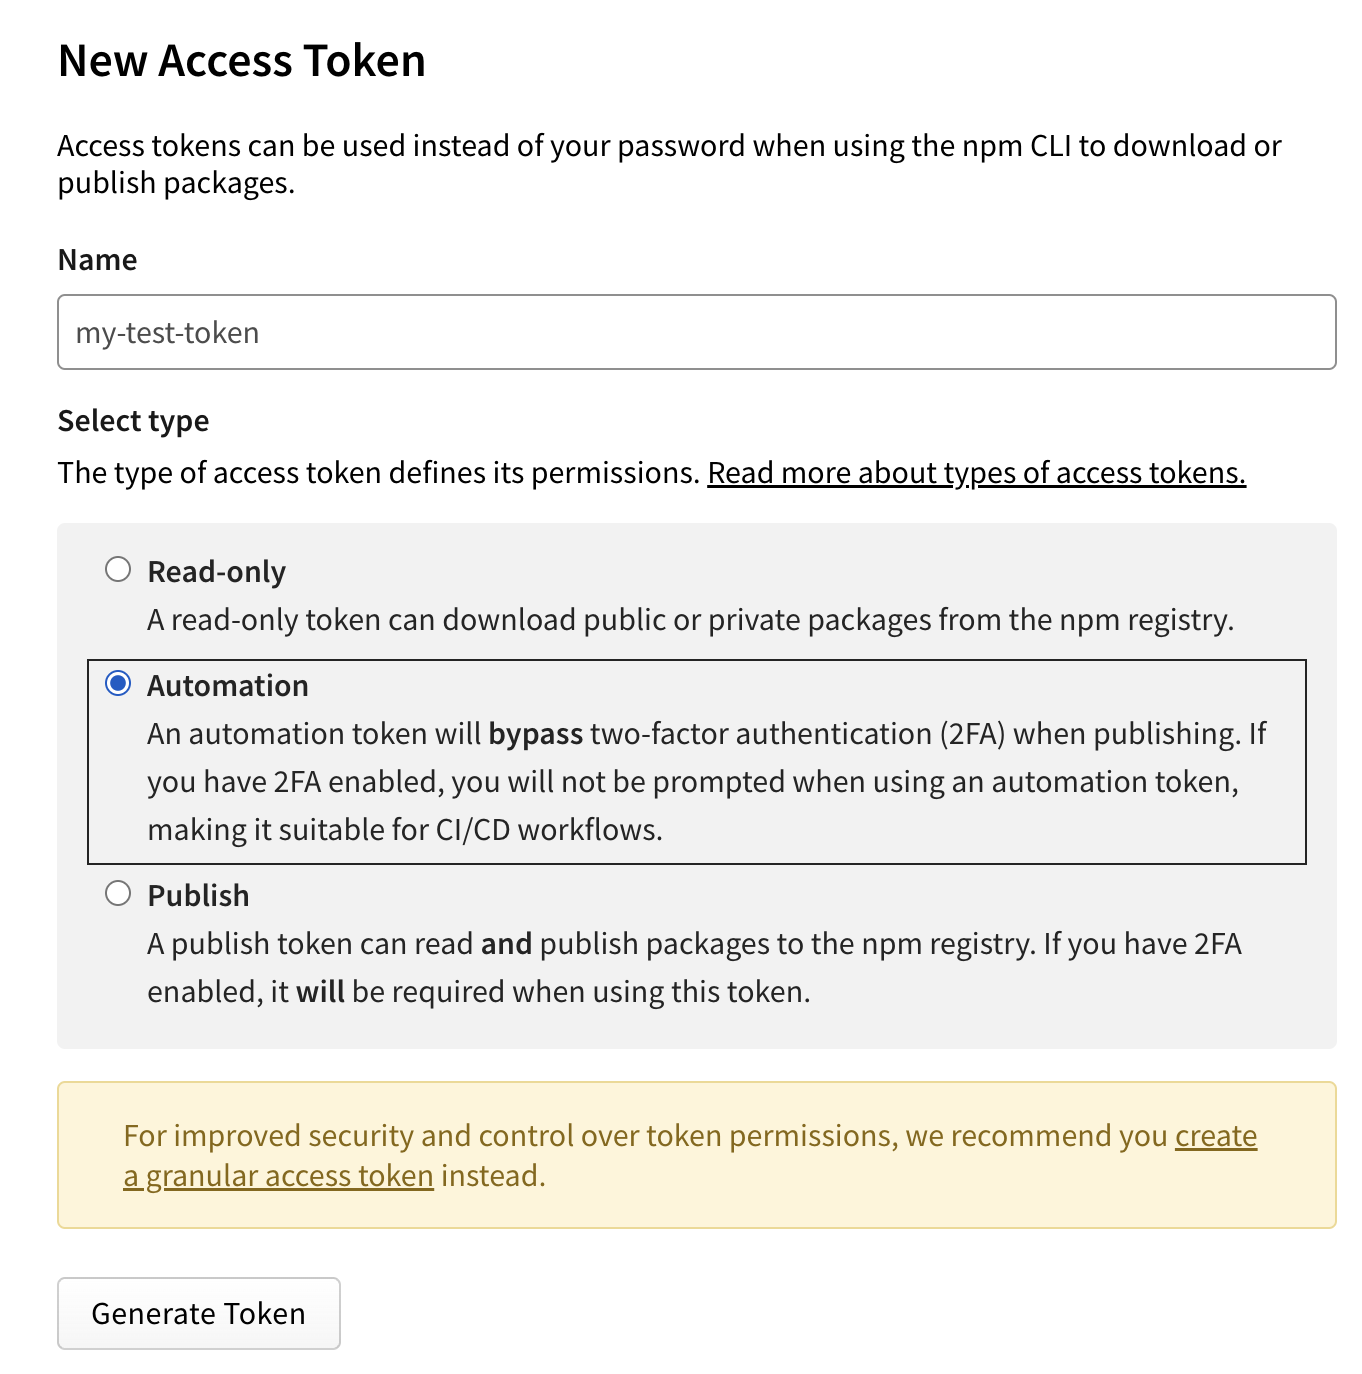 New Access Token
Access tokens can be used instead of your password when using the npm CLI to download or
publish packages.
Name
my-test-token
Select type
The type of access token defines its permissions. Read more about types of access tokens.
Read-only
A read-only token can download public or private packages from the npm registry.
Automation
An automation token will bypass two-factor authentication (2FA) when publishing. If
you have 2FA enabled, you will not be prompted when using an automation token,
making it suitable for CI/CD workflows.
Publish
A publish token can read and publish packages to the npm registry. If you have 2FA
enabled, it will be required when using this token.
For improved security and control over token permissions, we recommend you create
a granular access token instead.
Generate Token